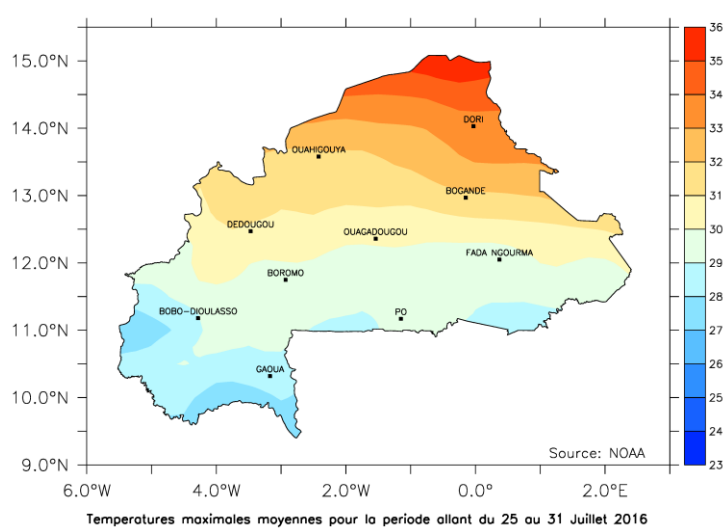 15.0°N
14.0°N
13.0°N
12.0°N
11.0°N
10.0°N
9.0°N
DORI
OUAHIGOUYA
BOGANDE
DEDOUGOU
OUAGADOUGOU
FADA NGOURMA
BOROMO
BOBO-DIOULASSO
PO
GAOUA
Source: NOAA
6.0°W
4.0°W
2.0°W
0.0°
2.0°E
36
35
34
33
32
31
30
29
28
27
26
25
24
23
Temperatures maximales moyennes pour la periode allant du 25 au 31 Juillet 2016